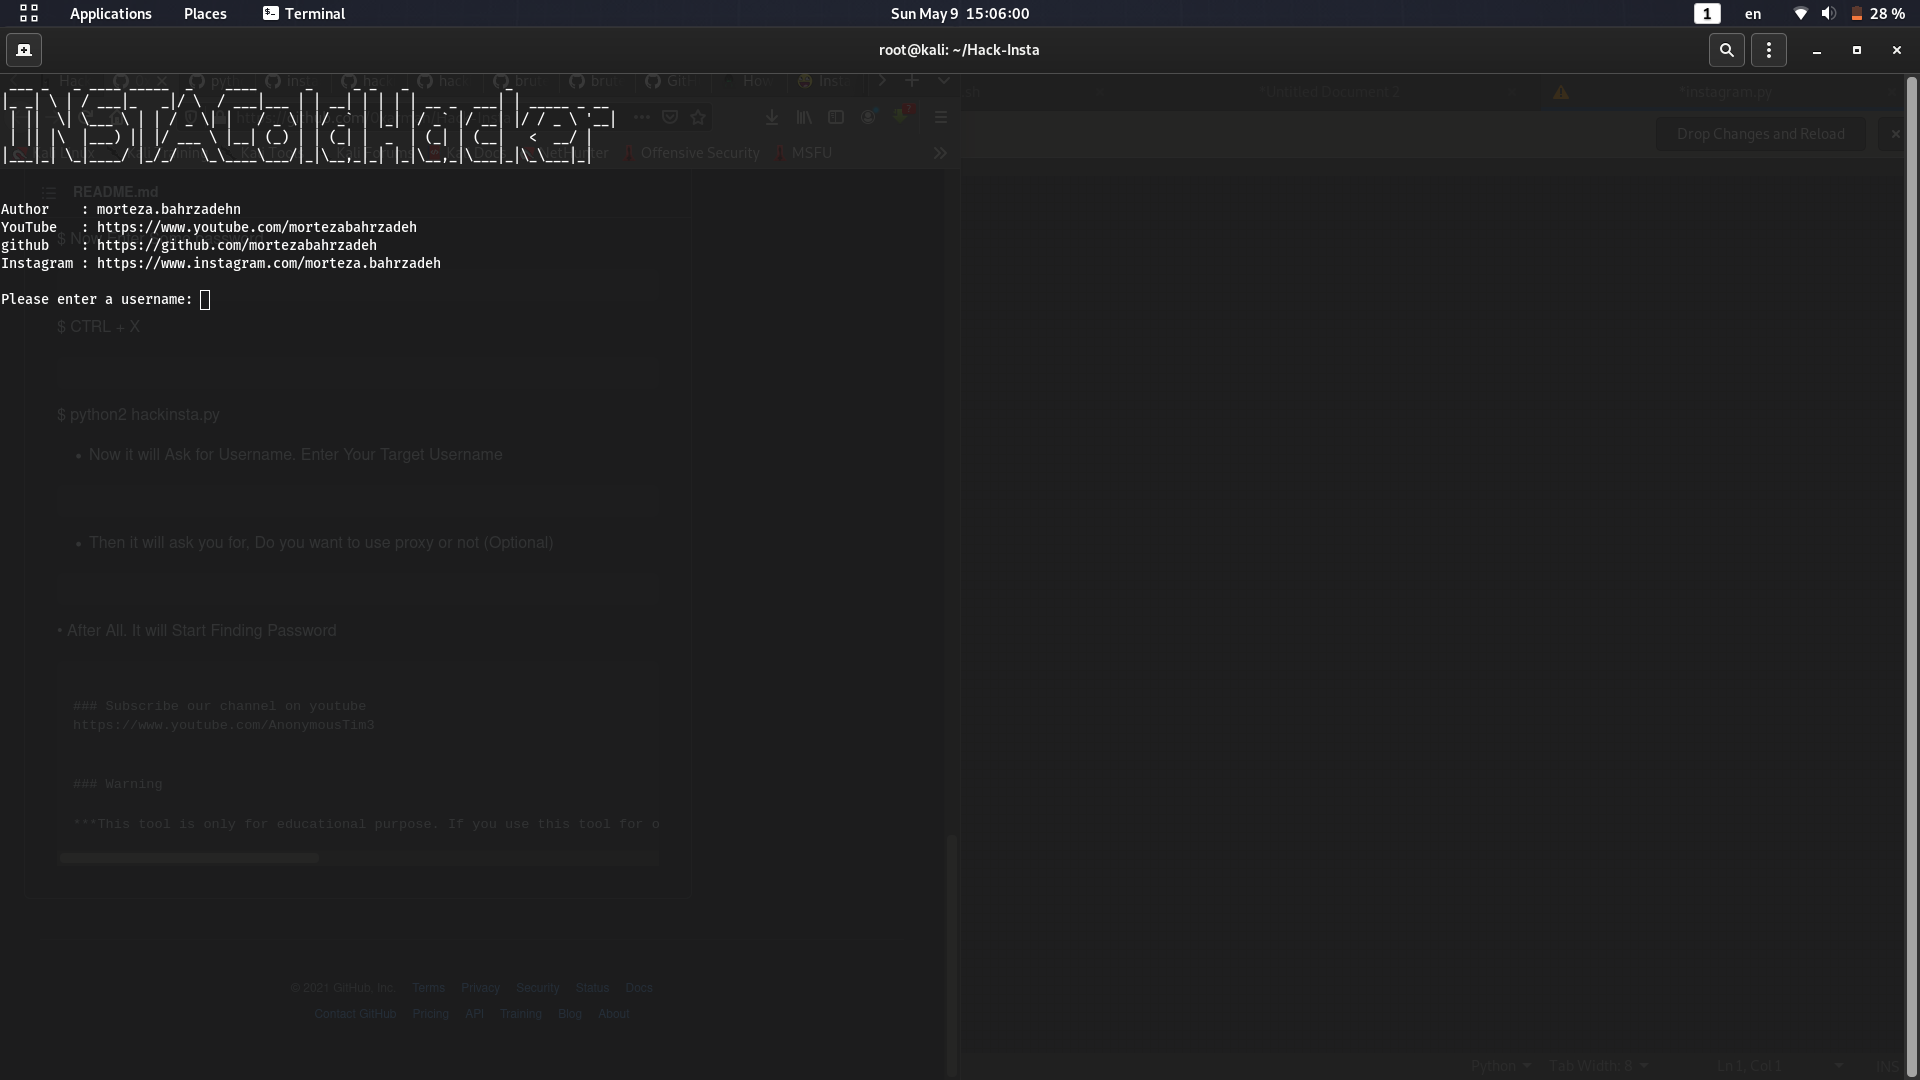 Applications Places Terminal Sun May 9 15:06:00 1 en 28 %
root@kali: ~/Hack-Insta
*Untitled Document 2 *instagram.py
Drop Changes and Reload
Offensive Security MSFU
README.md
Author : morteza.bahrzadehn
YouTube : https://www.youtube.com/mortezabahrzadeh
github : https://github.com/mortezabahrzadeh
Instagram : https://www.instagram.com/morteza.bahrzadeh
Please enter a username:
$ CTRL + X
$ python2 hackinsta.py
• Now it will Ask for Username. Enter Your Target Username
• Then it will ask you for, Do you want to use proxy or not (Optional)
• After All. It will Start Finding Password
### Subscribe our channel on youtube
https://www.youtube.com/AnonymousTim3
### Warning
***This tool is only for educational purpose. If you use this tool for o
© 2021 GitHub, Inc. Terms Privacy Security Status Docs
Contact GitHub Pricing API Training Blog About
Python Tab Width: 8 Ln 1, Col 1 INS